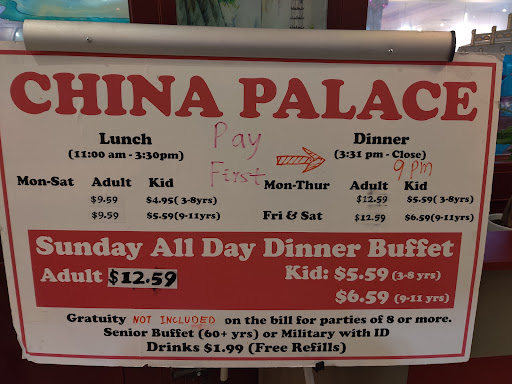 CHINA PALACE
Lunch
(11:00 am - 3:30pm)
Pay
First
Dinner
(3:31 pm - Close)
9 pm
Mon-Sat Adult Kid
$9.59 $4.95( 3-8yrs)
$9.59 $5.59(9-11yrs)
Mon-Thur Adult Kid
$12.59 $5.59( 3-8yrs)
Fri & Sat $12.59 $6.59(9-11yrs)
Sunday All Day Dinner Buffet
Adult $12.59 Kid: $5.59 (3-8 yrs)
$6.59 (9-11 yrs)
Gratuity NOT INCLUDED on the bill for parties of 8 or more.
Senior Buffet (60+ yrs) or Military with ID
Drinks $1.99 (Free Refills)